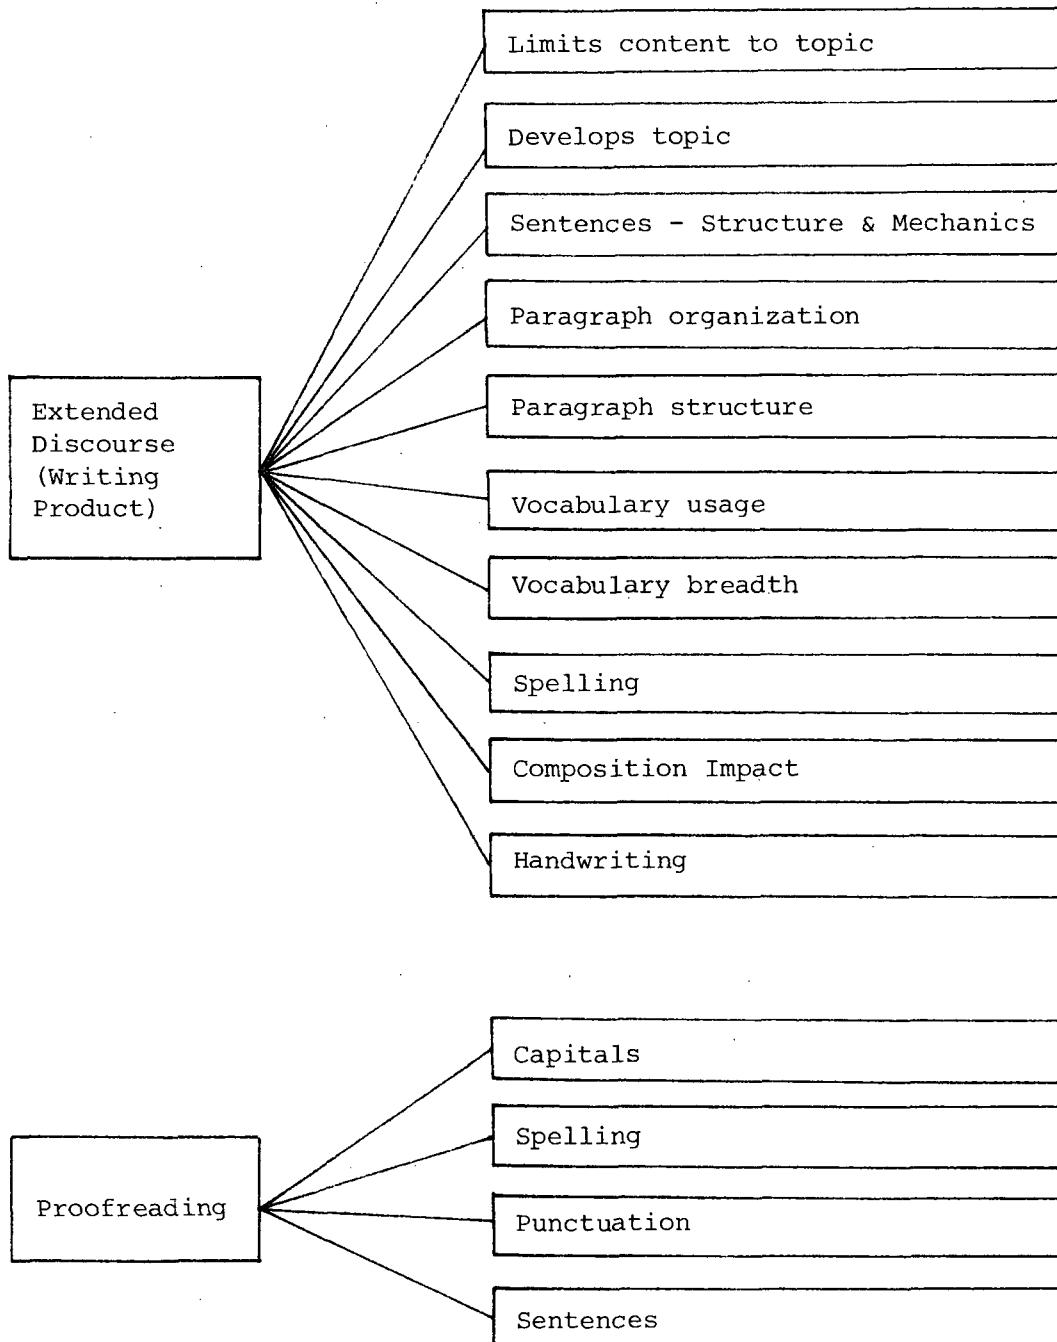 Limits content to topic
Develops topic
Sentences - Structure & Mechanics
Paragraph organization
Extended
Discourse
(Writing
Product)
Paragraph structure
Vocabulary usage
Vocabulary breadth
Spelling
Composition Impact
Handwriting
Capitals
Spelling
Proofreading
Punctuation
Sentences